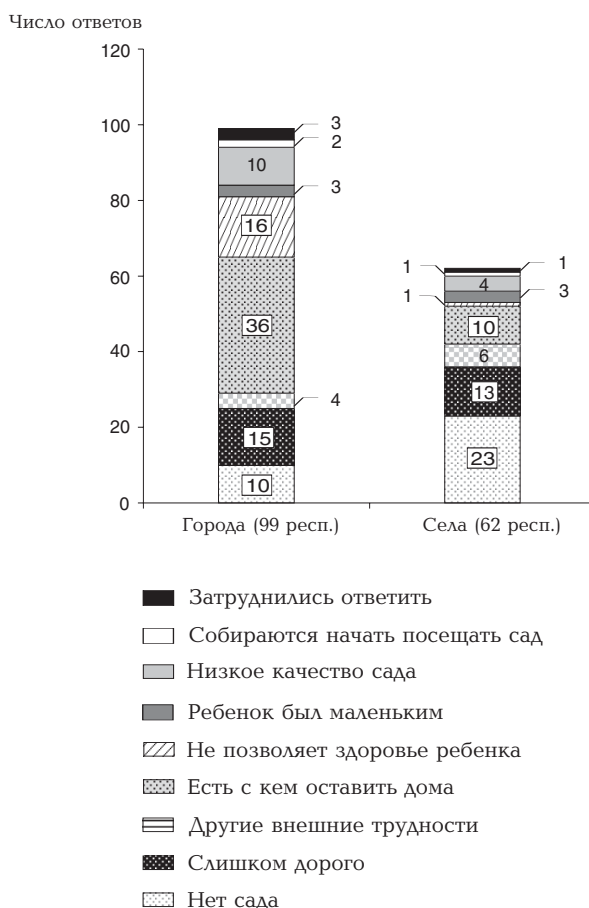 Число ответов
120
100
80
60
40
20
0
3
2
10
3
16
36
4
15
10
1
1
4
3
1
10
6
13
23
Города (99 респ.)
Села (62 респ.)
Затруднились ответить
Собираются начать посещать сад
Низкое качество сада
Ребенок был маленьким
Не позволяет здоровье ребенка
Есть с кем оставить дома
Другие внешние трудности
Слишком дорого
Нет сада